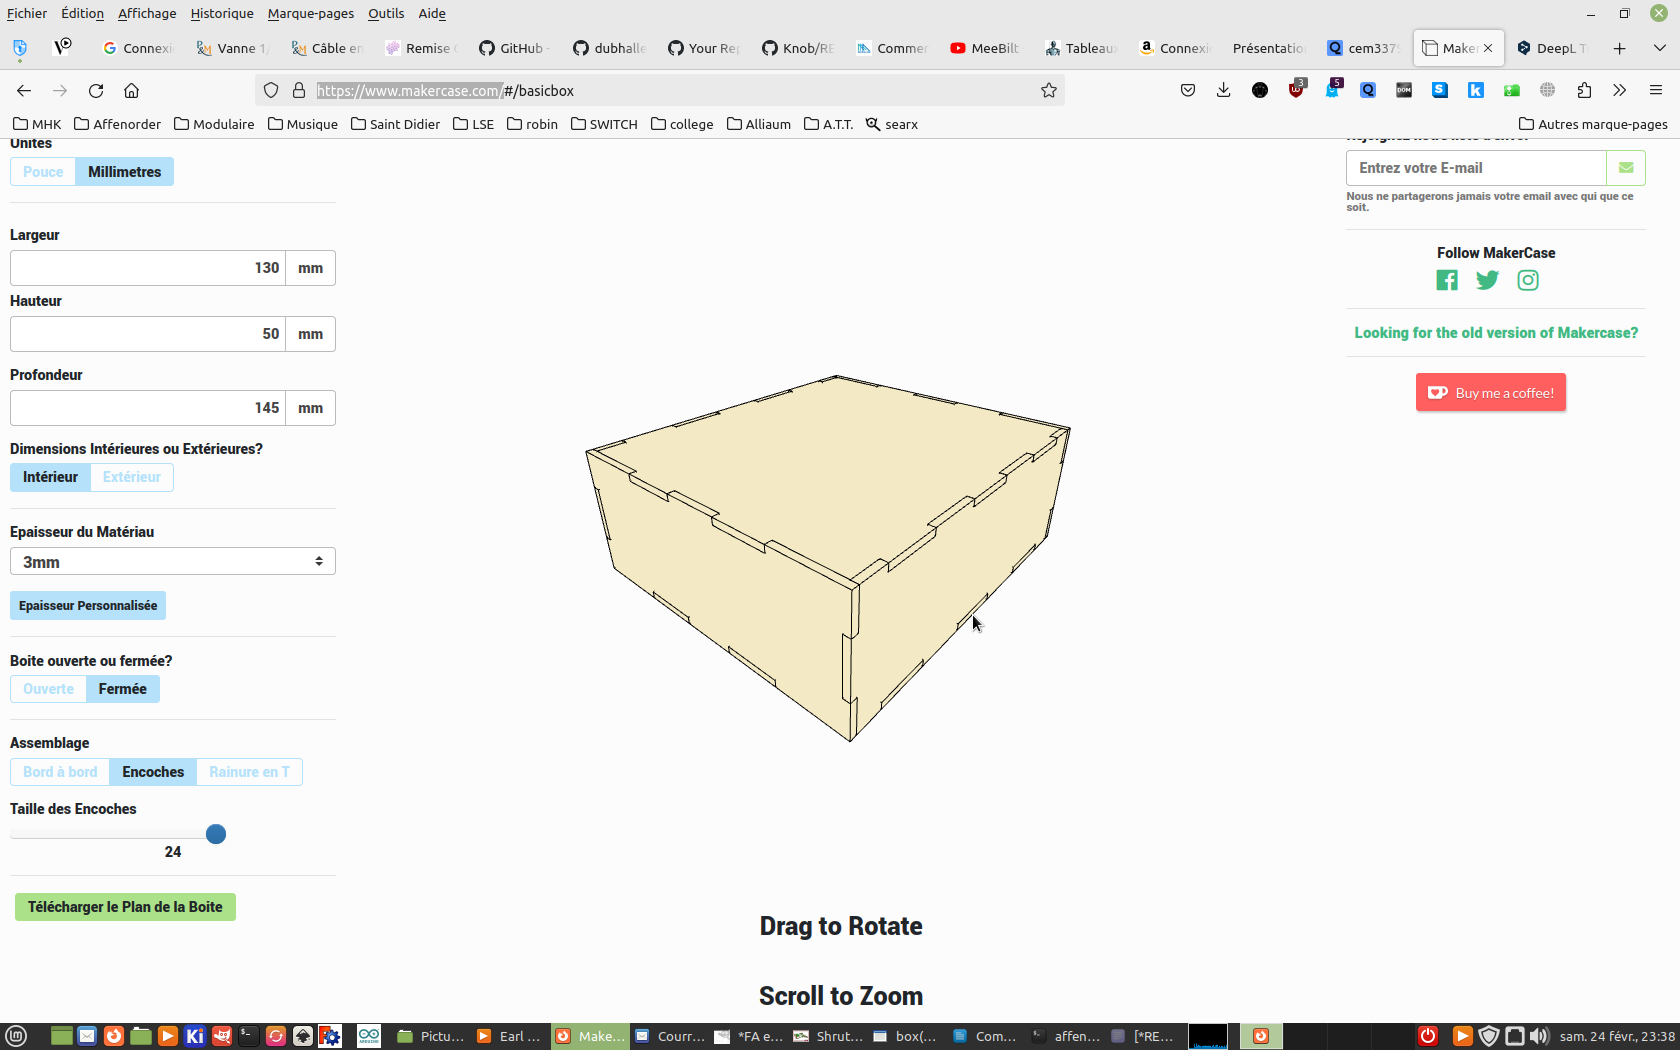 Fichier Édition Affichage Historique Marque-pages Outils Aide
Connexi Vanne 1/ Câble en Remise GitHub - dubhalle Your Rep Knob/RE Commer MeeBilt Tableau Connexi Présentatio cem337 Maker DeepL T
https://www.makercase.com/#/basicbox
3
5
MHK Affenorder Modulaire Musique Saint Didier LSE robin SWITCH college Alliaum A.T.T. searx Autres marque-pages
Unités
Pouce Millimetres
Largeur
130 mm
Hauteur
50 mm
Profondeur
145 mm
Dimensions Intérieures ou Extérieures?
Intérieur Extérieur
Epaisseur du Matériau
3mm
Epaisseur Personnalisée
Boite ouverte ou fermée?
Ouverte Fermée
Assemblage
Bord à bord Encoches Rainure en T
Taille des Encoches
24
Télécharger le Plan de la Boite
Drag to Rotate
Scroll to Zoom
Entrez votre E-mail
Nous ne partagerons jamais votre email avec qui que ce
soit.
Follow MakerCase
Looking for the old version of Makercase?
Buy me a coffee!
Pictu... Earl ... Make... Courr... *FA e... Shrut... box(... Com... affen... [*RE... sam. 24 févr., 23:38